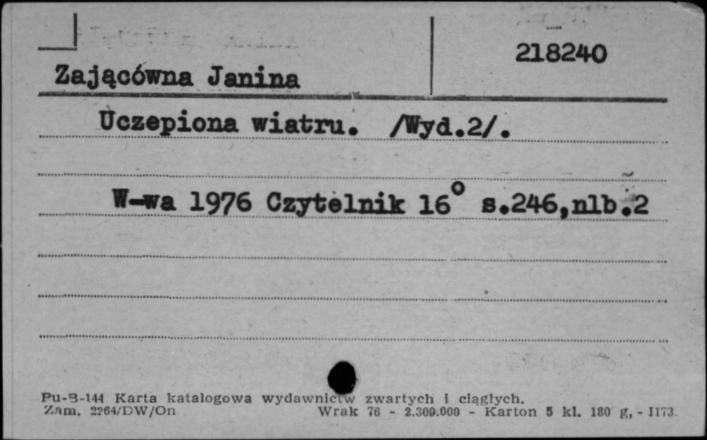 218240
Zającówna Janina
Uczepiona wiatru. /Wyd.2/.
W-wa 1976 Czytelnik 16° s.246,nlb.2
Pu-B-144 Karta katalogowa wydawnictw zwartych i ciągłych.
Zam. 2264/DW/On Wrak 76 - 2.300.000 - Karton 5 kl. 180 g, - 1173